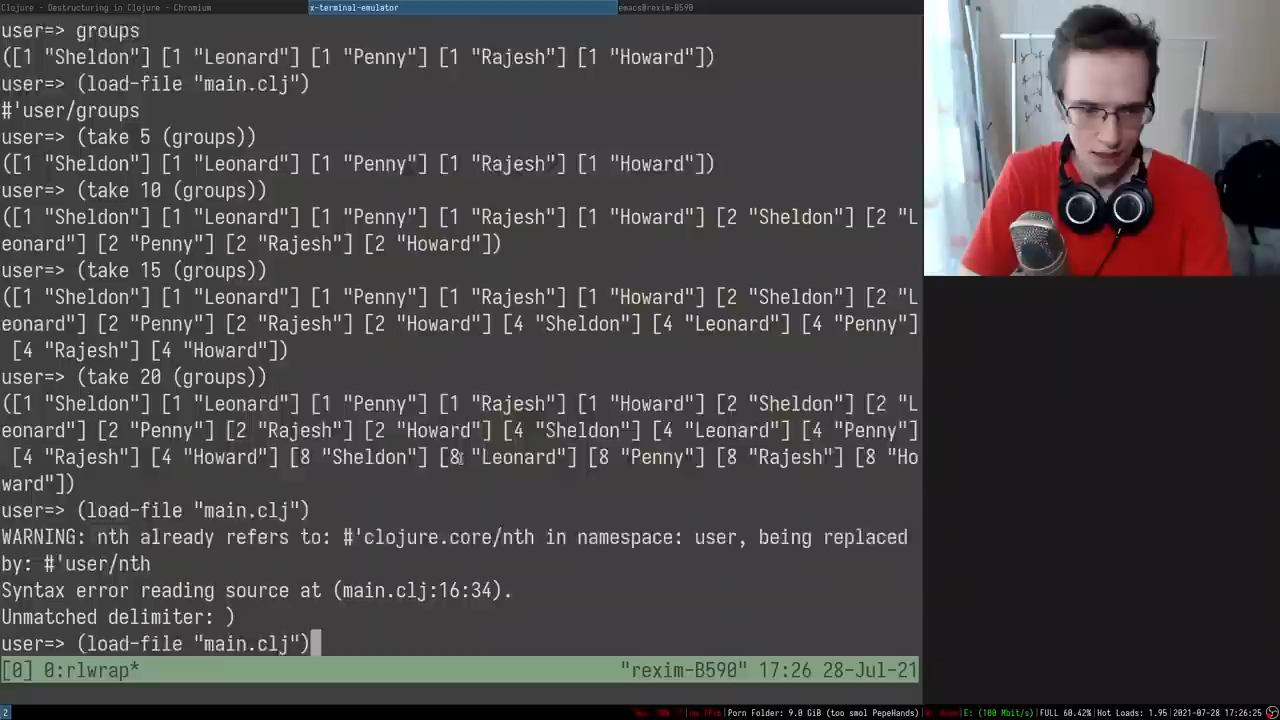 Clojure - Destructuring in Clojure - Chromium
x-terminal-emulator
emacs@rexim-B590
user=> groups
([1 "Sheldon"] [1 "Leonard"] [1 "Penny"] [1 "Rajesh"] [1 "Howard"])
user=> (load-file "main.clj")
#'user/groups
user=> (take 5 (groups))
([1 "Sheldon"] [1 "Leonard"] [1 "Penny"] [1 "Rajesh"] [1 "Howard"])
user=> (take 10 (groups))
([1 "Sheldon"] [1 "Leonard"] [1 "Penny"] [1 "Rajesh"] [1 "Howard"] [2 "Sheldon"] [2 "L
eonard"] [2 "Penny"] [2 "Rajesh"] [2 "Howard"])
user=> (take 15 (groups))
([1 "Sheldon"] [1 "Leonard"] [1 "Penny"] [1 "Rajesh"] [1 "Howard"] [2 "Sheldon"] [2 "L
eonard"] [2 "Penny"] [2 "Rajesh"] [2 "Howard"] [4 "Sheldon"] [4 "Leonard"] [4 "Penny"]
[4 "Rajesh"] [4 "Howard"])
user=> (take 20 (groups))
([1 "Sheldon"] [1 "Leonard"] [1 "Penny"] [1 "Rajesh"] [1 "Howard"] [2 "Sheldon"] [2 "L
eonard"] [2 "Penny"] [2 "Rajesh"] [2 "Howard"] [4 "Sheldon"] [4 "Leonard"] [4 "Penny"]
[4 "Rajesh"] [4 "Howard"] [8 "Sheldon"] [8 "Leonard"] [8 "Penny"] [8 "Rajesh"] [8 "Ho
ward"])
user=> (load-file "main.clj")
WARNING: nth already refers to: #'clojure.core/nth in namespace: user, being replaced
by: #'user/nth
Syntax error reading source at (main.clj:16:34).
Unmatched delimiter: )
user=> (load-file "main.clj")
[0] 0:rlwrap* "rexim-B590" 17:26 28-Jul-21
2 Porn Folder: 9.0 GiB (too smol PepeHands) E: (100 Mbit/s) FULL 60.42% Hot Loads: 1.95 2021-07-28 17:26:25